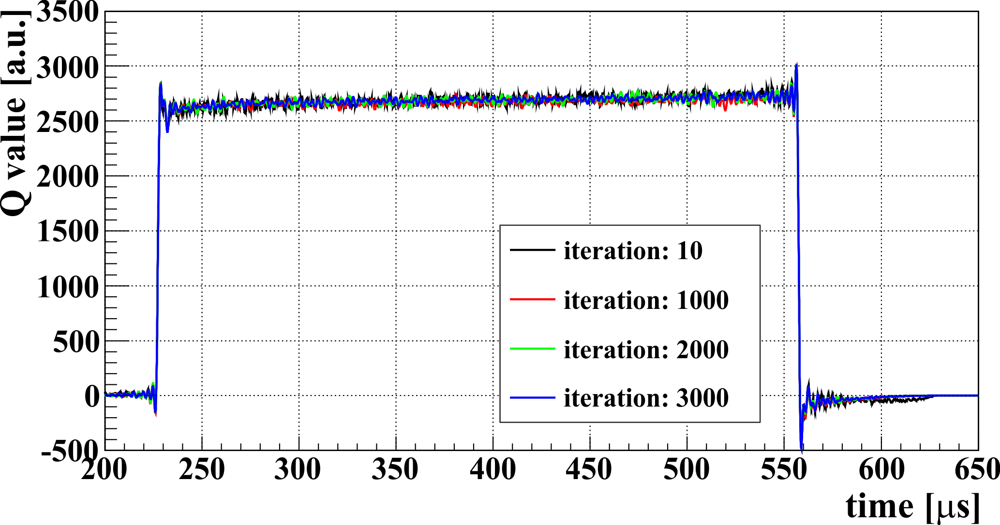 Q value [a.u.]
3500
3000
2500
2000
1500
1000
500
0
-500
iteration: 10
iteration: 1000
iteration: 2000
iteration: 3000
200 250 300 350 400 450 500 550 600 650
time [μs]